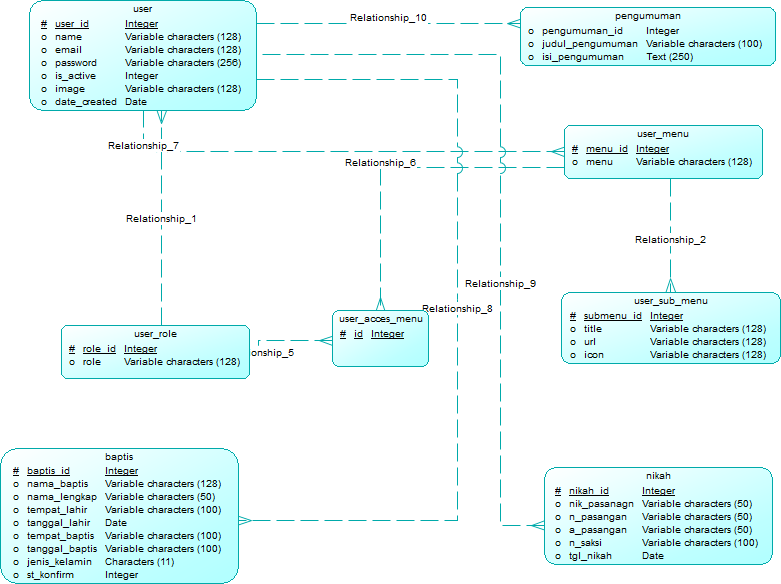 user
# user_id Integer
o name Variable characters (128)
o email Variable characters (128)
o password Variable characters (256)
o is_active Integer
o image Variable characters (128)
o date_created Date
Relationship_10
pengumuman
o pengumuman_id Integer
o judul_pengumuman Variable characters (100)
o isi_pengumuman Text (250)
Relationship_7
Relationship_6
user_menu
# menu_id Integer
o menu Variable characters (128)
Relationship_1
Relationship_2
Relationship_9
Relationship_8
user_sub_menu
# submenu_id Integer
o title Variable characters (128)
o url Variable characters (128)
o icon Variable characters (128)
user_acces_menu
# id Integer
user_role
# role_id Integer
o role Variable characters (128)
onship_5
baptis
# baptis_id Integer
o nama_baptis Variable characters (128)
o nama_lengkap Variable characters (50)
o tempat_lahir Variable characters (100)
o tanggal_lahir Date
o tempat_baptis Variable characters (100)
o tanggal_baptis Variable characters (100)
o jenis_kelamin Characters (11)
o st_konfirm Integer
nikah
# nikah_id Integer
o nik_pasanagn Variable characters (50)
o n_pasangan Variable characters (50)
o a_pasangan Variable characters (50)
o n_saksi Variable characters (100)
o tgl_nikah Date